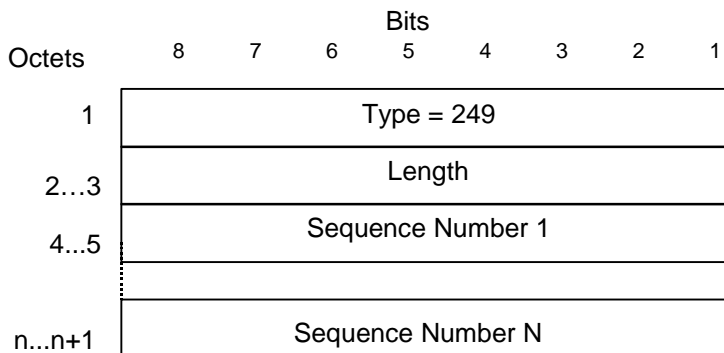 Bits
Octets 8 7 6 5 4 3 2 1
1 Type = 249
2…3 Length
4...5 Sequence Number 1
n...n+1 Sequence Number N